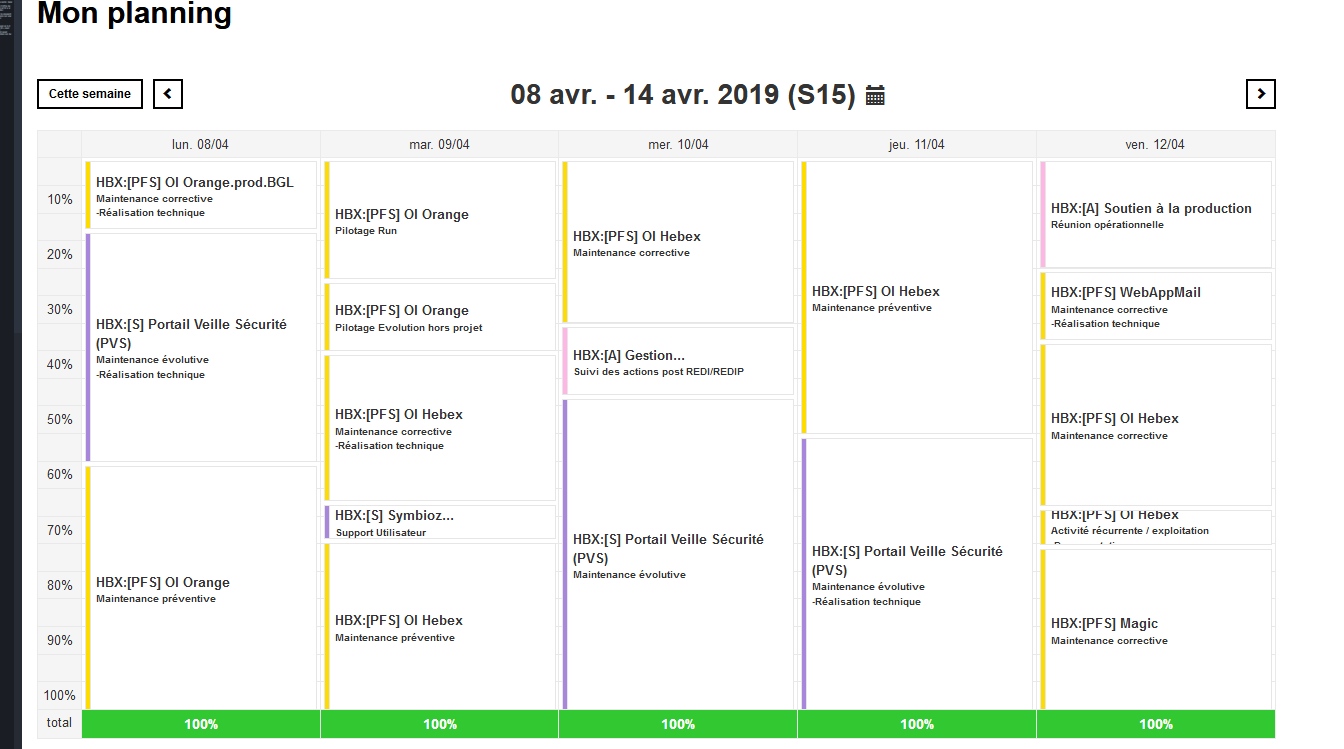 Mon planning
Cette semaine
08 avr. - 14 avr. 2019 (S15)
lun. 08/04
mar. 09/04
mer. 10/04
jeu. 11/04
ven. 12/04
10%
20%
30%
40%
50%
60%
70%
80%
90%
100%
total
HBX:[PFS] OI Orange.prod.BGL
Maintenance corrective
-Réalisation technique
HBX:[S] Portail Veille Sécurité
(PVS)
Maintenance évolutive
-Réalisation technique
HBX:[PFS] OI Orange
Maintenance préventive
100%
HBX:[PFS] OI Orange
Pilotage Run
HBX:[PFS] OI Orange
Pilotage Evolution hors projet
HBX:[PFS] OI Hebex
Maintenance corrective
-Réalisation technique
HBX:[S] Symbioz...
Support Utilisateur
HBX:[PFS] OI Hebex
Maintenance préventive
100%
HBX:[PFS] OI Hebex
Maintenance corrective
HBX:[A] Gestion...
Suivi des actions post REDI/REDIP
HBX:[S] Portail Veille Sécurité
(PVS)
Maintenance évolutive
100%
HBX:[PFS] OI Hebex
Maintenance préventive
HBX:[S] Portail Veille Sécurité
(PVS)
Maintenance évolutive
-Réalisation technique
100%
HBX:[A] Soutien à la production
Réunion opérationnelle
HBX:[PFS] WebAppMail
Maintenance corrective
-Réalisation technique
HBX:[PFS] OI Hebex
Maintenance corrective
HBX:[PFS] OI Hebex
Activité récurrente / exploitation
HBX:[PFS] Magic
Maintenance corrective
100%